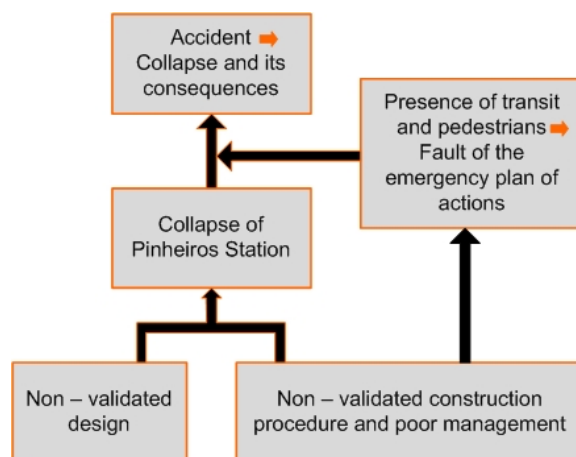 Accident ➡
Collapse and its
consequences
Presence of transit
and pedestrians ➡
Fault of the
emergency plan of
actions
Collapse of
Pinheiros Station
Non – validated
design
Non – validated construction
procedure and poor management